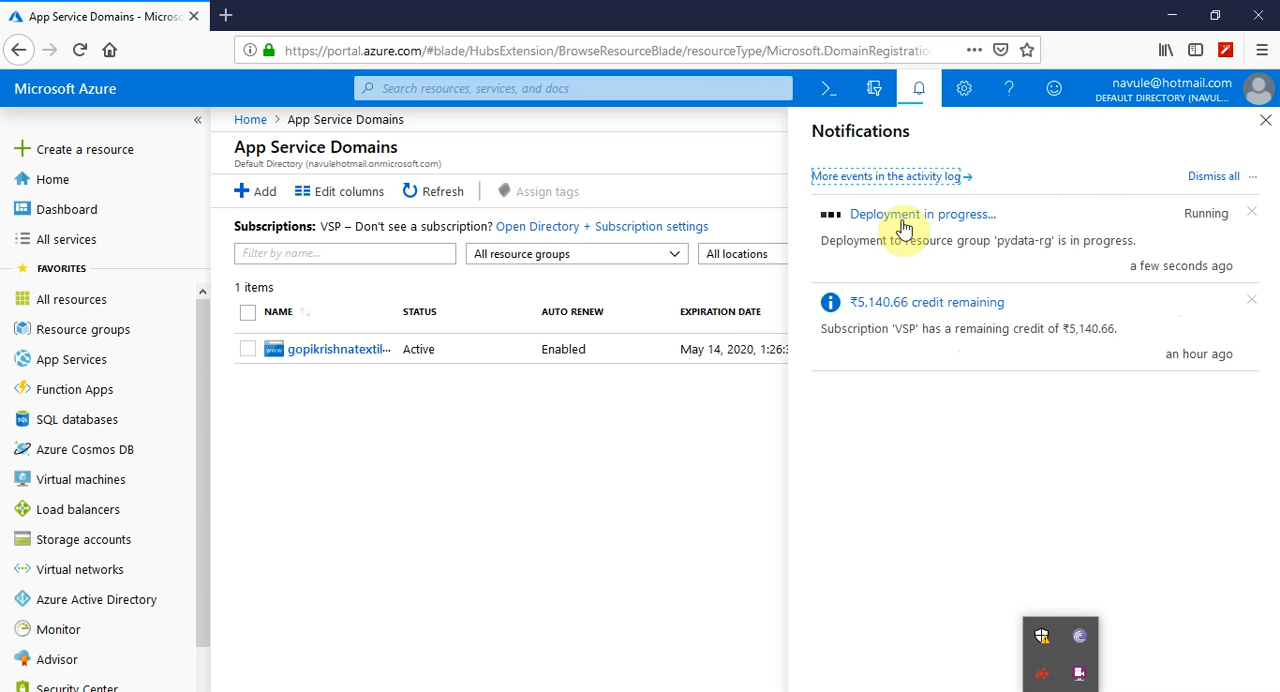 App Service Domains - Microso
https://portal.azure.com/#blade/HubsExtension/BrowseResourceBlade/resourceType/Microsoft.DomainRegistratio
Microsoft Azure
Search resources, services, and docs
navule@hotmail.com
DEFAULT DIRECTORY (NAVUL...
Create a resource
Home
Dashboard
All services
FAVORITES
All resources
Resource groups
App Services
Function Apps
SQL databases
Azure Cosmos DB
Virtual machines
Load balancers
Storage accounts
Virtual networks
Azure Active Directory
Monitor
Advisor
Security Center
Home > App Service Domains
App Service Domains
Default Directory (navulehotmail.onmicrosoft.com)
Add Edit columns Refresh Assign tags
Subscriptions: VSP – Don't see a subscription? Open Directory + Subscription settings
Filter by name... All resource groups All locations
1 items
NAME STATUS AUTO RENEW EXPIRATION DATE
gopikrishnatextil... Active Enabled May 14, 2020, 1:26:3
Notifications
More events in the activity log → Dismiss all ...
Deployment in progress... Running
Deployment to resource group 'pydata-rg' is in progress.
a few seconds ago
₹5,140.66 credit remaining
Subscription 'VSP' has a remaining credit of ₹5,140.66.
an hour ago